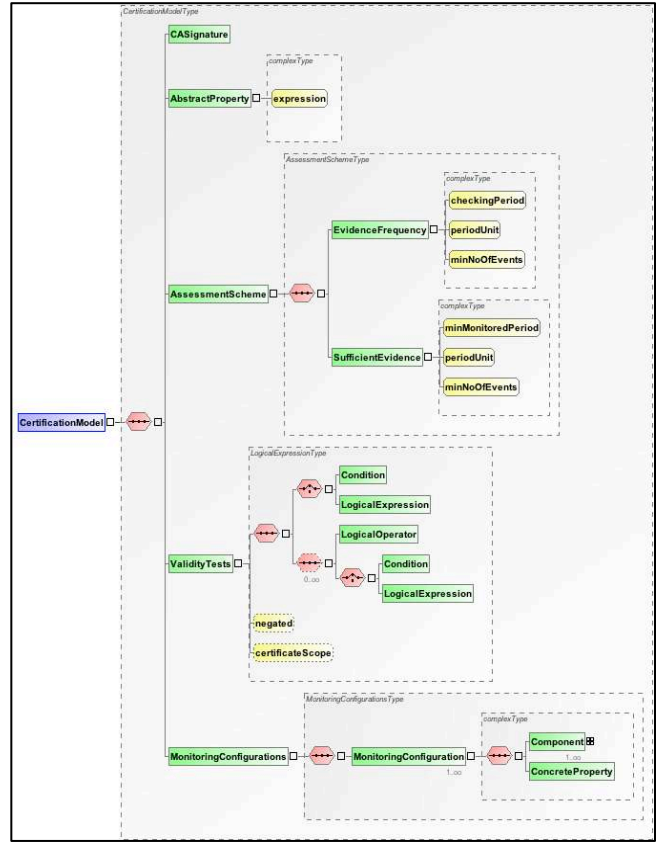 CertificationModelType
CASignature
complexType
AbstractProperty
expression
AssessmentSchemeType
complexType
checkingPeriod
EvidenceFrequency
periodUnit
minNoOfEvents
AssessmentScheme
complexType
minMonitoredPeriod
SufficientEvidence
periodUnit
minNoOfEvents
CertificationModel
LogicalExpressionType
Condition
LogicalExpression
LogicalOperator
ValidityTests
Condition
0..∞
LogicalExpression
negated
certificateScope
MonitoringConfigurationsType
complexType
Component
MonitoringConfigurations
MonitoringConfiguration
1..∞
1..∞
ConcreteProperty